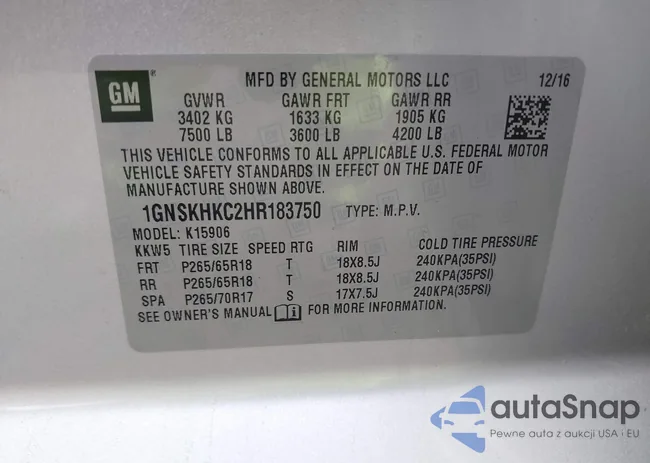 GM
MFD BY GENERAL MOTORS LLC 12/16
GVWR GAWR FRT GAWR RR
3402 KG 1633 KG 1905 KG
7500 LB 3600 LB 4200 LB
THIS VEHICLE CONFORMS TO ALL APPLICABLE U.S. FEDERAL MOTOR
VEHICLE SAFETY STANDARDS IN EFFECT ON THE DATE OF
MANUFACTURE SHOWN ABOVE.
1GNSKHKC2HR183750 TYPE: M.P.V.
MODEL: K15906
KKW5 TIRE SIZE SPEED RTG RIM COLD TIRE PRESSURE
FRT P265/65R18 T 18X8.5J 240KPA(35PSI)
RR P265/65R18 T 18X8.5J 240KPA(35PSI)
SPA P265/70R17 S 17X7.5J 240KPA(35PSI)
SEE OWNER'S MANUAL FOR MORE INFORMATION.
autaSnap
Pewne auta z aukcji USA • EU